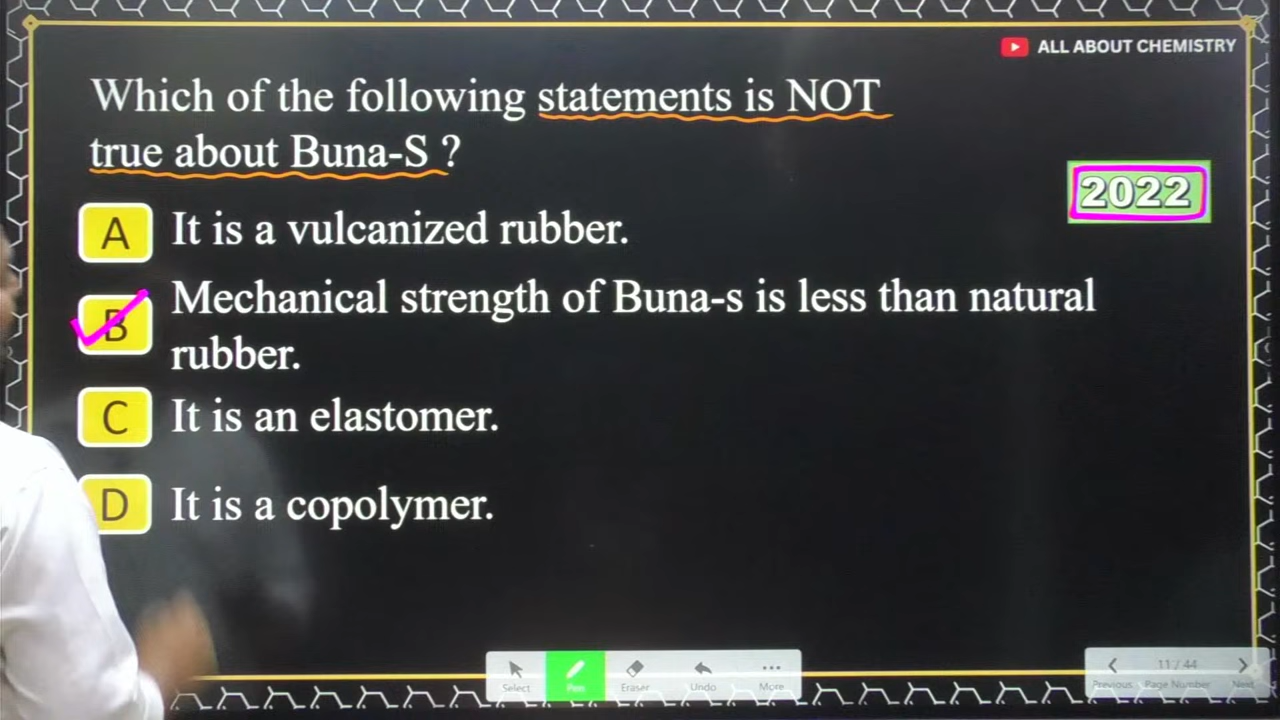 ALL ABOUT CHEMISTRY
Which of the following statements is NOT
true about Buna-S ?
2022
A It is a vulcanized rubber.
B Mechanical strength of Buna-s is less than natural
rubber.
C It is an elastomer.
D It is a copolymer.
Select Pen Eraser Undo More
11 / 44
Previous Page Number Next